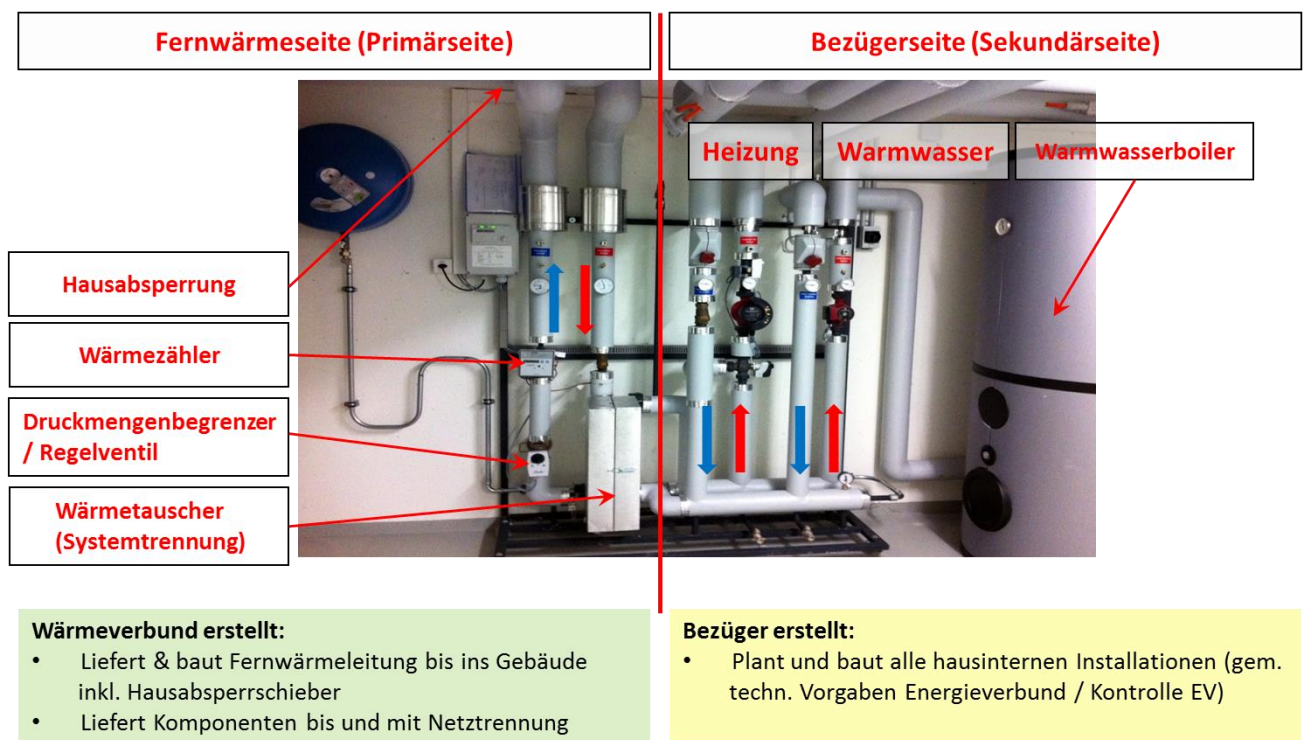 Fernwärmeseite (Primärseite)
Bezügerseite (Sekundärseite)
Heizung
Warmwasser
Warmwasserboiler
Hausabsperrung
Wärmezähler
Druckmengenbegrenzer
/ Regelventil
Wärmetauscher
(Systemtrennung)
Wärmeverbund erstellt:
• Liefert & baut Fernwärmeleitung bis ins Gebäude
inkl. Hausabsperrschieber
• Liefert Komponenten bis und mit Netztrennung
Bezüger erstellt:
• Plant und baut alle hausinternen Installationen (gem.
techn. Vorgaben Energieverbund / Kontrolle EV)